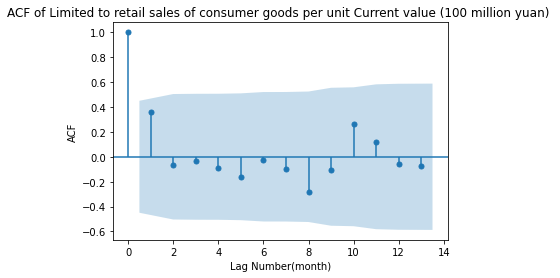 ACF of Limited to retail sales of consumer goods per unit Current value (100 million yuan)
1.0
0.8
0.6
0.4
0.2
0.0
−0.2
−0.4
−0.6
ACF
0 2 4 6 8 10 12 14
Lag Number(month)